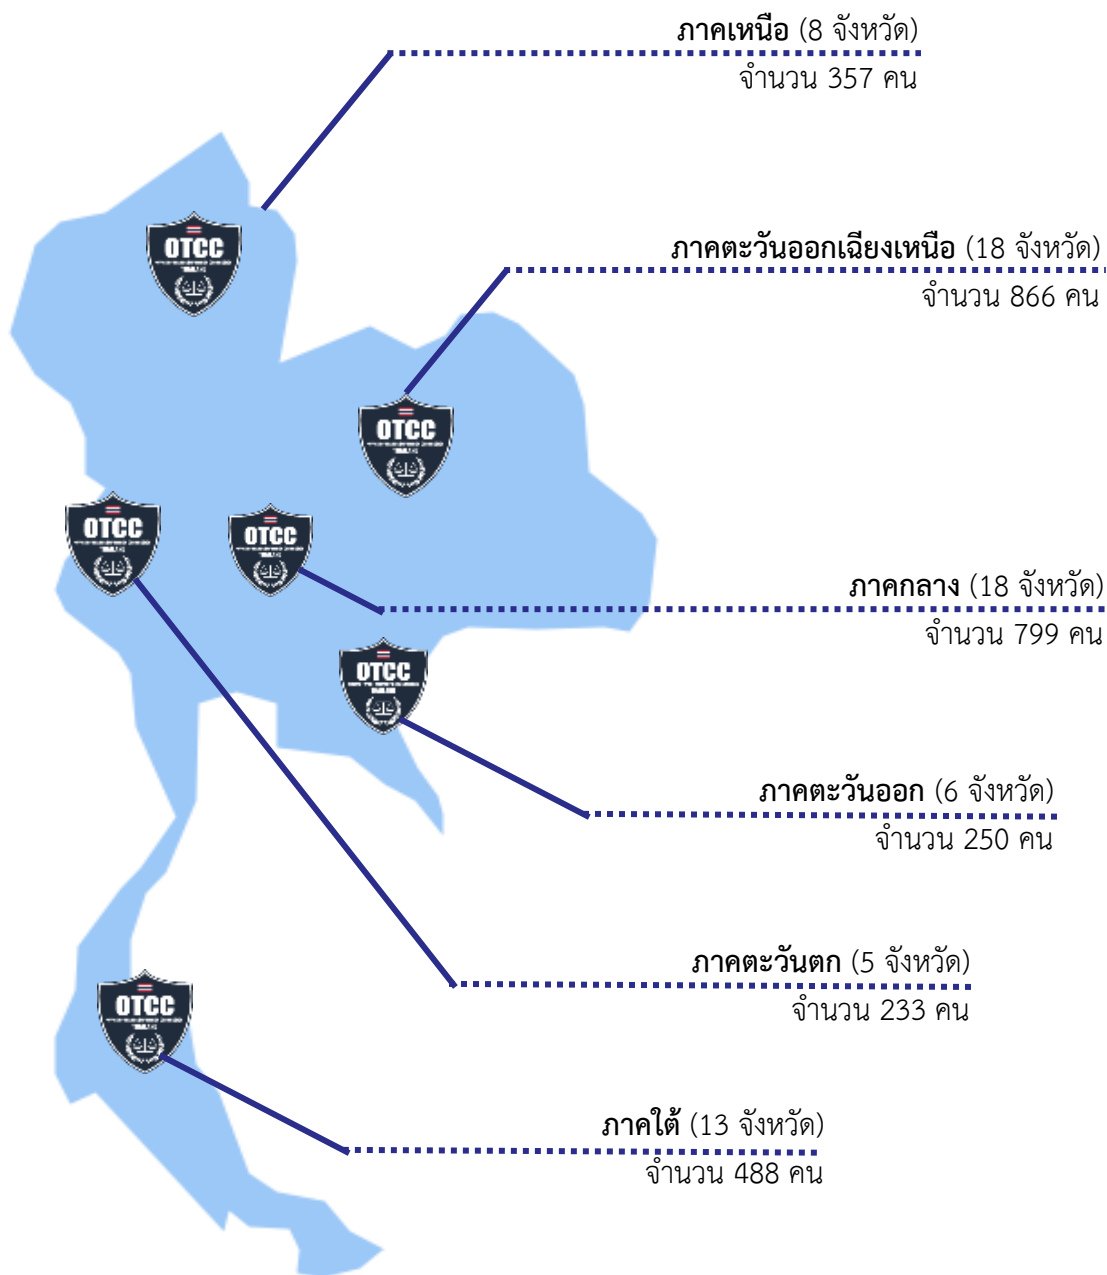 ภาคเหนือ (8 จังหวัด)
จำนวน 357 คน
OTCC
THAILAND
ภาคตะวันออกเฉียงเหนือ (18 จังหวัด)
จำนวน 866 คน
OTCC
THAILAND
OTCC
THAILAND
OTCC
THAILAND
ภาคกลาง (18 จังหวัด)
จำนวน 799 คน
OTCC
THAILAND
ภาคตะวันออก (6 จังหวัด)
จำนวน 250 คน
ภาคตะวันตก (5 จังหวัด)
จำนวน 233 คน
OTCC
THAILAND
ภาคใต้ (13 จังหวัด)
จำนวน 488 คน